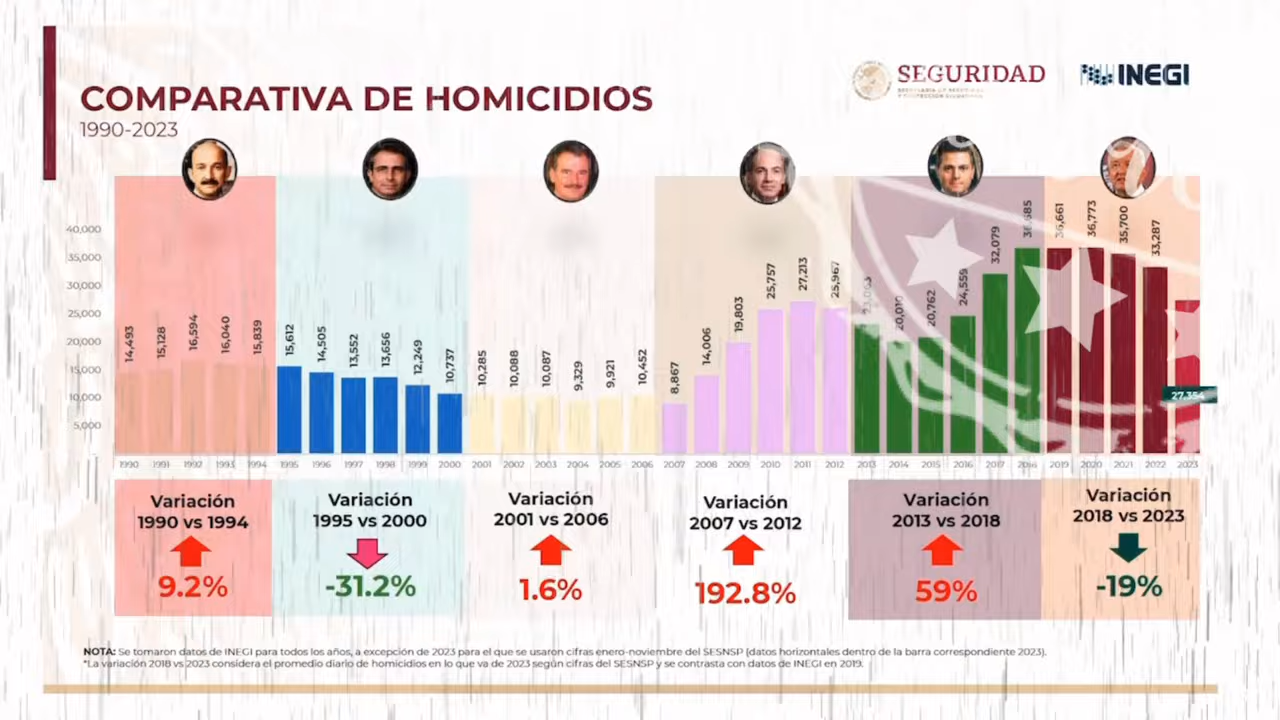 COMPARATIVA DE HOMICIDIOS
1990-2023
SEGURIDAD
INEGI
40,000
35,000
30,000
25,000
20,000
15,000
10,000
5,000
14,493
15,128
16,594
16,040
15,839
15,612
14,505
13,552
13,656
12,249
10,737
10,285
10,088
10,087
9,329
9,921
10,452
8,867
14,006
19,803
25,757
27,213
25,967
23,063
20,010
20,762
24,559
32,079
36,685
36,661
36,773
35,700
33,287
27,354
1990 1991 1992 1993 1994 1995 1996 1997 1998 1999 2000 2001 2002 2003 2004 2005 2006 2007 2008 2009 2010 2011 2012 2013 2014 2015 2016 2017 2018 2019 2020 2021 2022 2023
Variación
1990 vs 1994
9.2%
Variación
1995 vs 2000
-31.2%
Variación
2001 vs 2006
1.6%
Variación
2007 vs 2012
192.8%
Variación
2013 vs 2018
59%
Variación
2018 vs 2023
-19%
NOTA: Se tomaron datos de INEGI para todos los años, a excepción de 2023 para el que se usaron cifras enero-noviembre del SESNSP (datos horizontales dentro de la barra correspondiente 2023).
*La variación 2018 vs 2023 considera el promedio diario de homicidios en lo que va de 2023 según cifras del SESNSP y se contrasta con datos de INEGI en 2019.